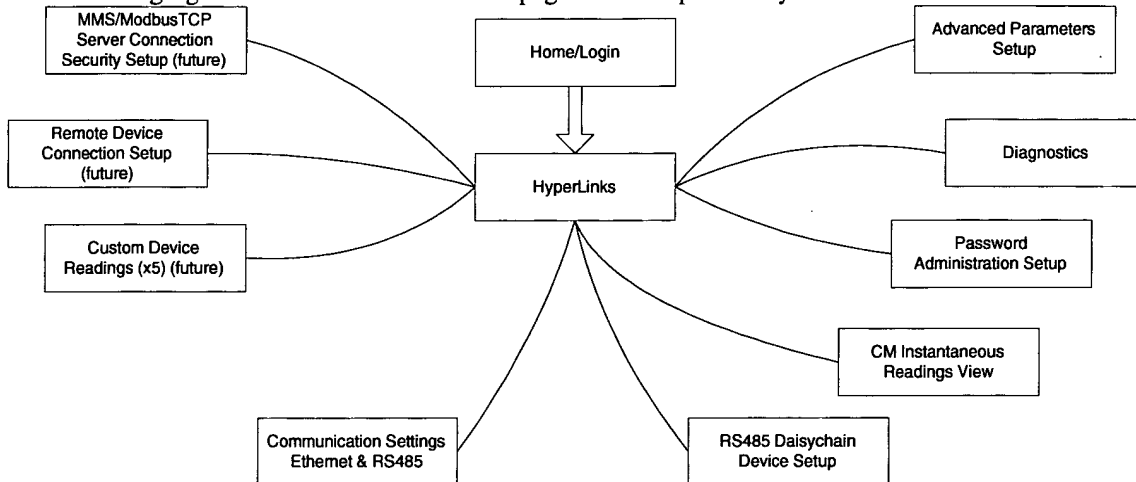 MMS/ModbusTCP
Server Connection
Security Setup (future)
Home/Login
Advanced Parameters
Setup
Remote Device
Connection Setup
(future)
HyperLinks
Diagnostics
Custom Device
Readings (x5) (future)
Password
Administration Setup
CM Instantaneous
Readings View
Communication Settings
Ethernet & RS485
RS485 Daisychain
Device Setup